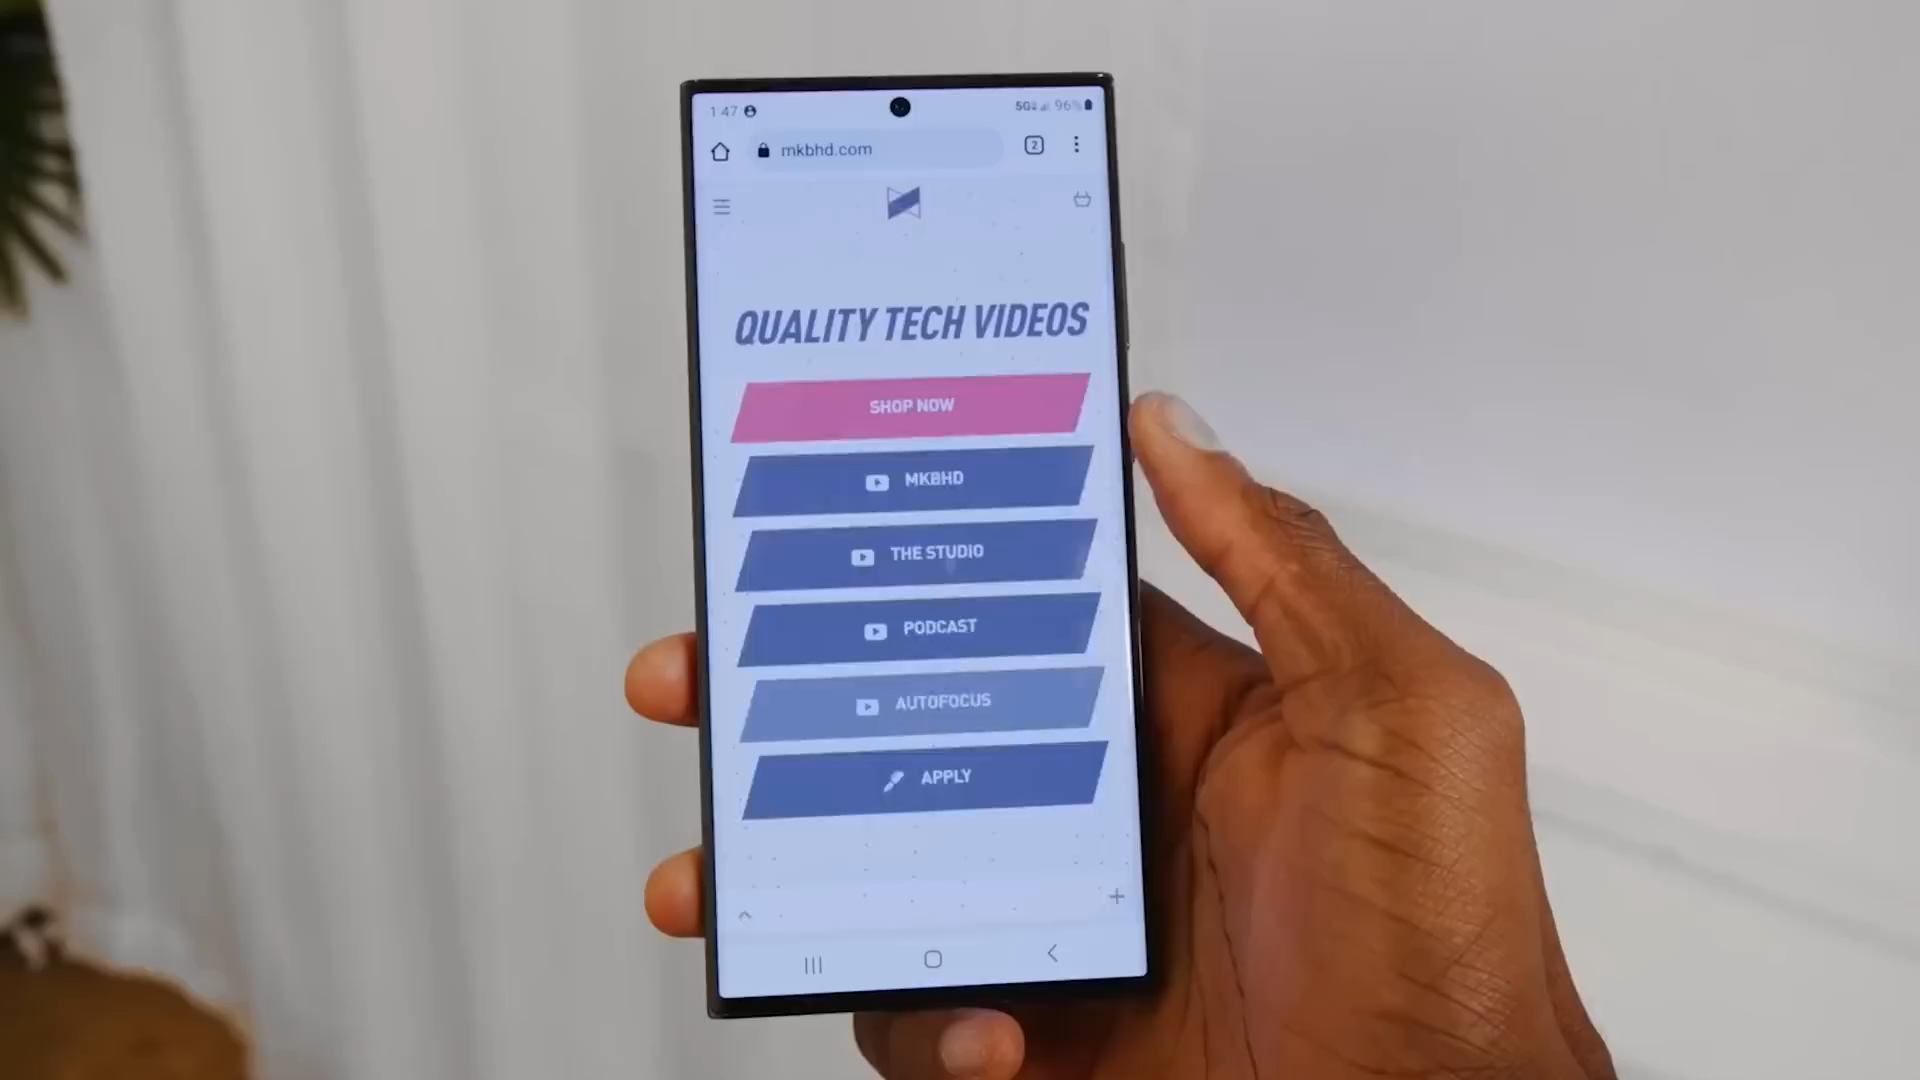 1:47 5G 96%
mkbhd.com 2
QUALITY TECH VIDEOS
SHOP NOW
MKBHD
THE STUDIO
PODCAST
AUTOFOCUS
APPLY